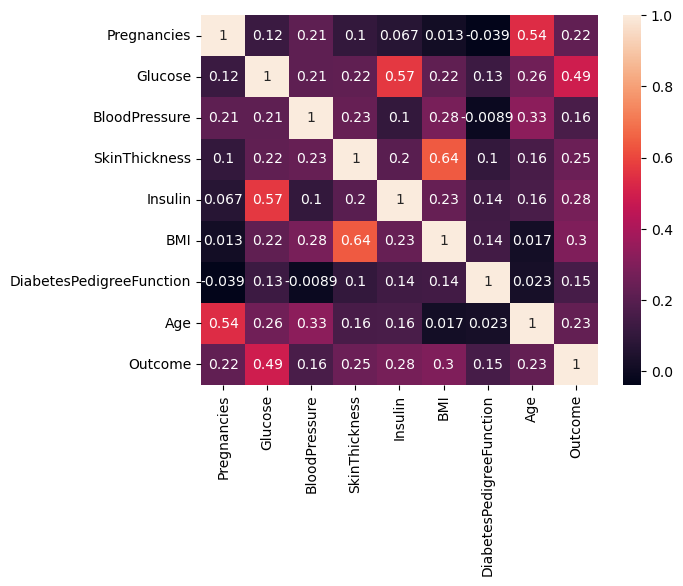 Pregnancies 1 0.12 0.21 0.1 0.067 0.013 -0.039 0.54 0.22
Glucose 0.12 1 0.21 0.22 0.57 0.22 0.13 0.26 0.49
BloodPressure 0.21 0.21 1 0.23 0.1 0.28 -0.0089 0.33 0.16
SkinThickness 0.1 0.22 0.23 1 0.2 0.64 0.1 0.16 0.25
Insulin 0.067 0.57 0.1 0.2 1 0.23 0.14 0.16 0.28
BMI 0.013 0.22 0.28 0.64 0.23 1 0.14 0.017 0.3
DiabetesPedigreeFunction -0.039 0.13 -0.0089 0.1 0.14 0.14 1 0.023 0.15
Age 0.54 0.26 0.33 0.16 0.16 0.017 0.023 1 0.23
Outcome 0.22 0.49 0.16 0.25 0.28 0.3 0.15 0.23 1
Pregnancies
Glucose
BloodPressure
SkinThickness
Insulin
BMI
DiabetesPedigreeFunction
Age
Outcome
1.0
0.8
0.6
0.4
0.2
0.0